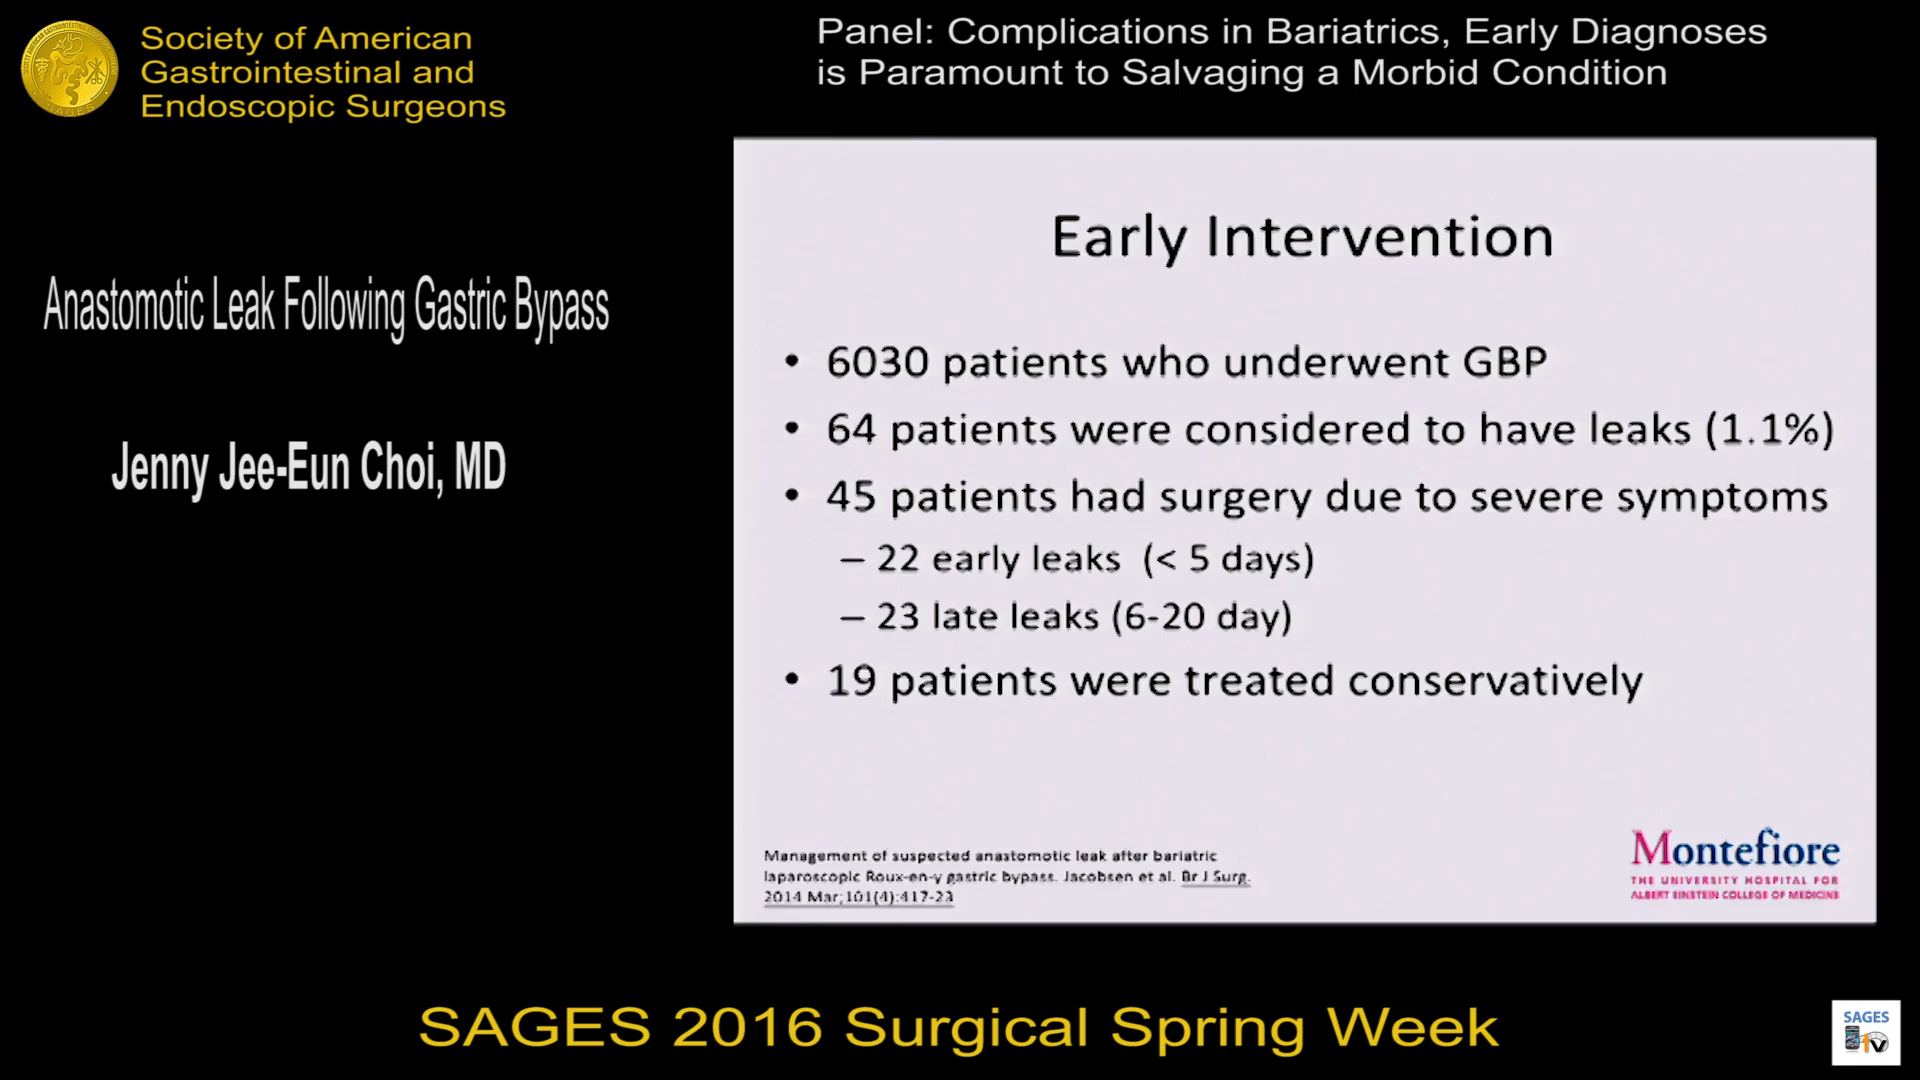 Society of American
Gastrointestinal and
Endoscopic Surgeons
Panel: Complications in Bariatrics, Early Diagnoses
is Paramount to Salvaging a Morbid Condition
Anastomotic Leak Following Gastric Bypass
Jenny Jee-Eun Choi, MD
Early Intervention
• 6030 patients who underwent GBP
• 64 patients were considered to have leaks (1.1%)
• 45 patients had surgery due to severe symptoms
– 22 early leaks (< 5 days)
– 23 late leaks (6-20 day)
• 19 patients were treated conservatively
Management of suspected anastomotic leak after bariatric
laparoscopic Roux-en-y gastric bypass. Jacobsen et al. Br J Surg.
2014 Mar;101(4):417-23
Montefiore
THE UNIVERSITY HOSPITAL FOR
ALBERT EINSTEIN COLLEGE OF MEDICINE
SAGES 2016 Surgical Spring Week
SAGES
TV